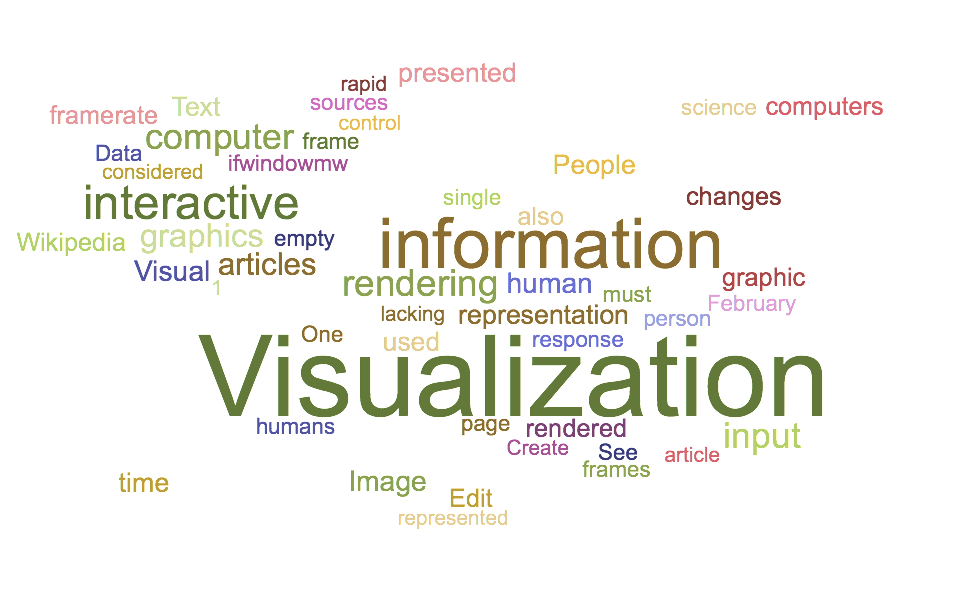 presented
rapid
sources
framerate Text
science computers
control
computer frame
Data
ifwindowmw
People
considered
interactive
single
changes
also
Wikipedia graphics empty
information
Visual articles
1
rendering human
graphic
must
February
lacking representation
person
One
used
response
Visualization
humans
page rendered
input
Create See
article
frames
time
Image
Edit
represented